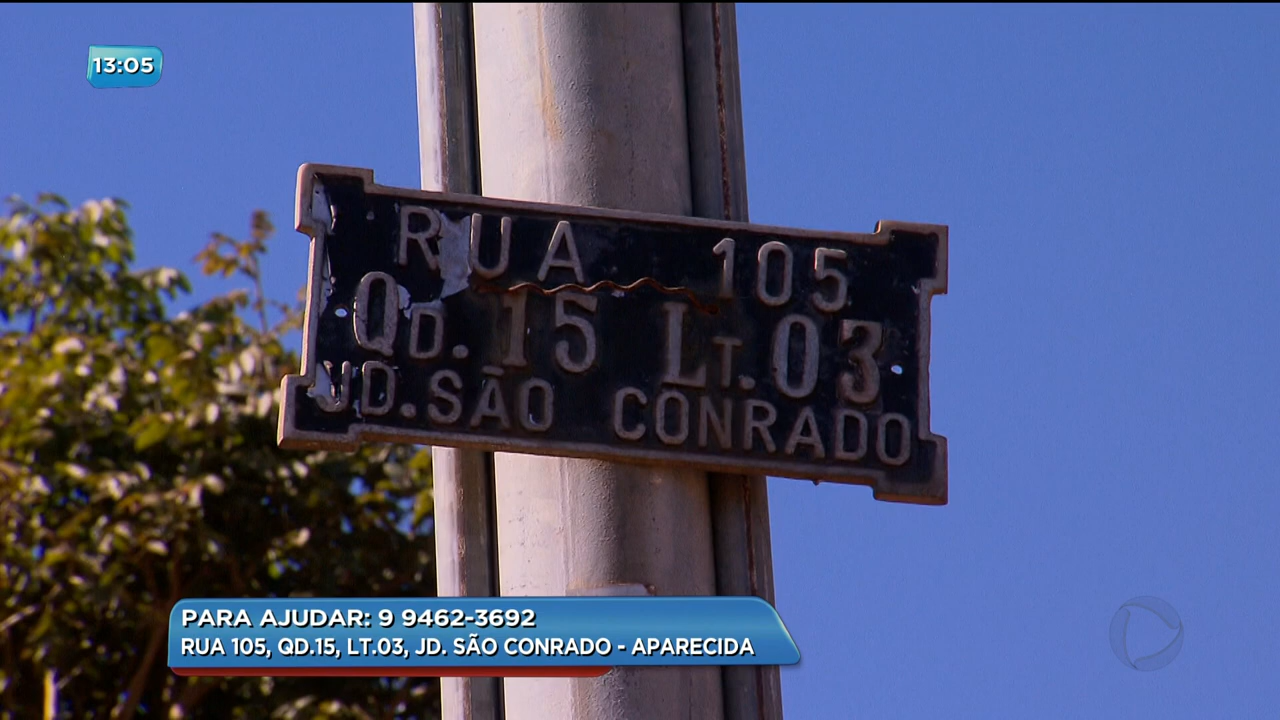 13:05
RUA 105
QD. 15 LT. 03
JD. SÃO CONRADO
PARA AJUDAR: 9 9462-3692
RUA 105, QD.15, LT.03, JD. SÃO CONRADO - APARECIDA